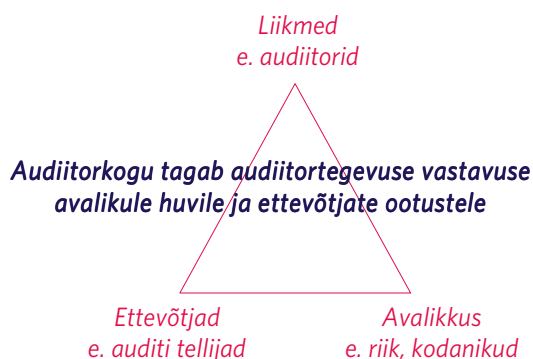 Liikmed
e. audiitorid
Audiitorkogu tagab audiitortegevuse vastavuse
avalikule huvile ja ettevõtjate ootustele
Ettevõtjad
e. auditi tellijad
Avalikkus
e. riik, kodanikud